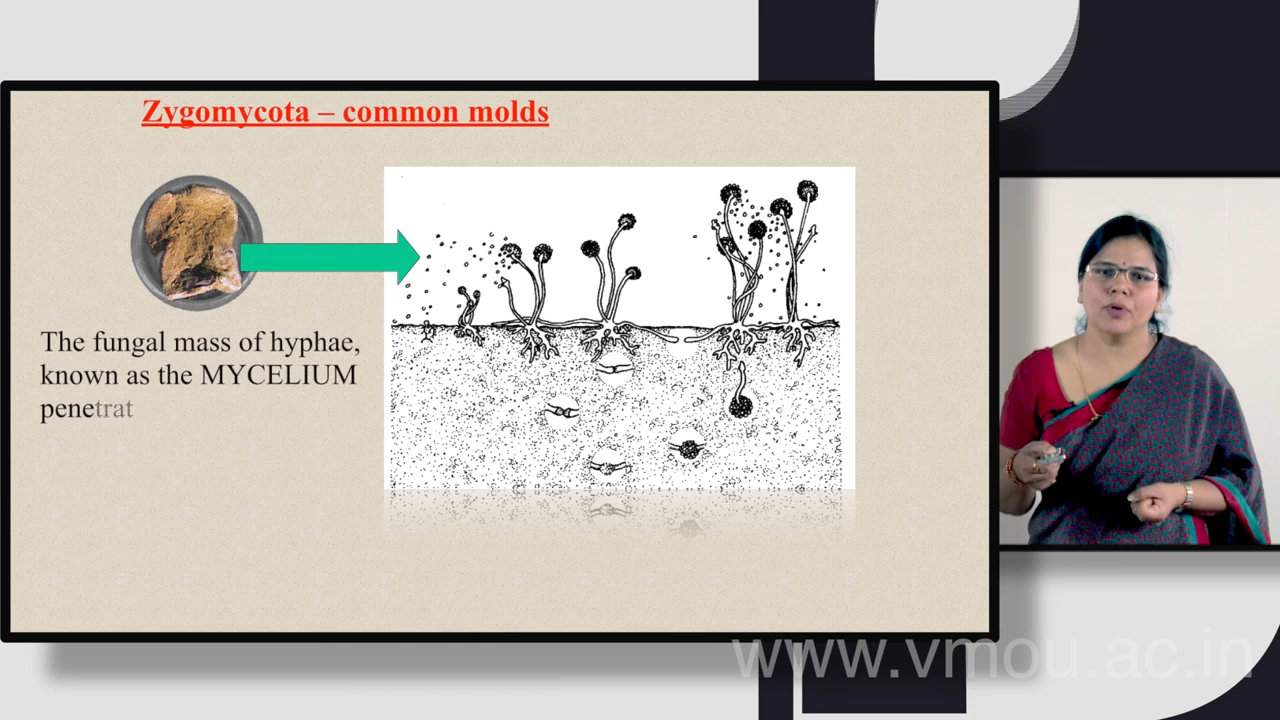 Zygomycota – common molds
The fungal mass of hyphae,
known as the MYCELIUM
penetrat
www.vmou.ac.in